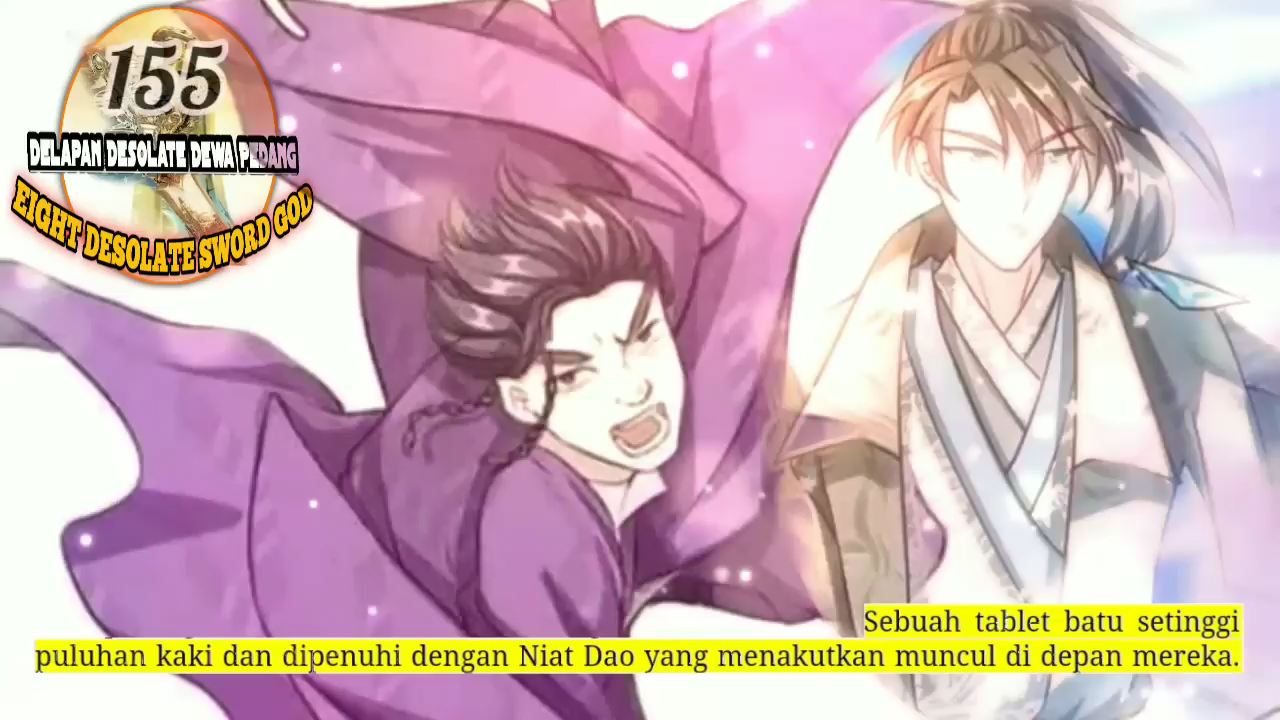 155
DELAPAN DESOLATE DEWA PEDANG
EIGHT DESOLATE SWORD GOD
Sebuah tablet batu setinggi
puluhan kaki dan dipenuhi dengan Niat Dao yang menakutkan muncul di depan mereka.